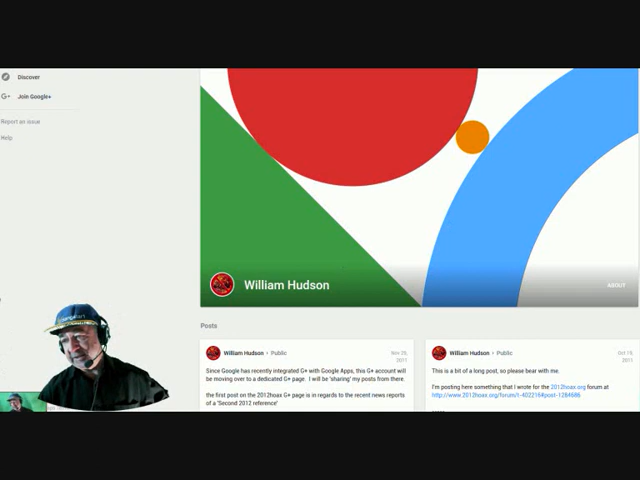 Discover
G+ Join Google+
Report an issue
Help
William Hudson
ABOUT
Posts
William Hudson › Public
Nov 20, 2011
Since Google has recently integrated G+ with Google Apps, this G+ account will
be moving over to a dedicated G+ page. I will be 'sharing' my posts from there.
the first post on the 2012hoax G+ page is in regards to the recent news reports
of a 'Second 2012 reference'
William Hudson › Public
Oct 19, 2011
This is a bit of a long post, so please bear with me.
I'm posting here something that I wrote for the 2012hoax.org forum at
http://www.2012hoax.org/forum/t-402216#post-1284686